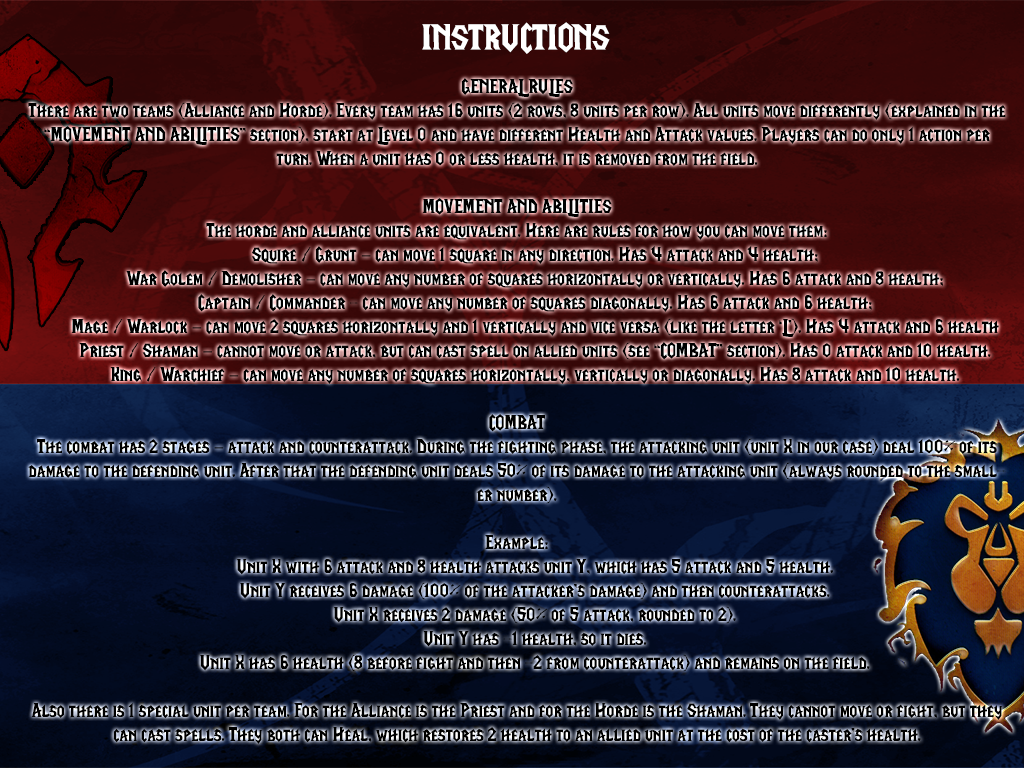 INSTRUCTIONS
GENERAL RULES
There are two teams (Alliance and Horde). Every team has 16 units (2 rows, 8 units per row). All units move differently (explained in the
"MOVEMENT AND ABILITIES" section), start at Level 0 and have different Health and Attack values. Players can do only 1 action per
turn. When a unit has 0 or less health, it is removed from the field.
MOVEMENT AND ABILITIES
The horde and alliance units are equivalent. Here are rules for how you can move them:
Squire / Grunt - can move 1 square in any direction. Has 4 attack and 4 health;
War Golem / Demolisher - can move any number of squares horizontally or vertically. Has 6 attack and 8 health;
Captain / Commander - can move any number of squares diagonally. Has 6 attack and 6 health;
Mage / Warlock - can move 2 squares horizontally and 1 vertically and vice versa (like the letter 'L'). Has 4 attack and 6 health
Priest / Shaman - cannot move or attack, but can cast spell on allied units (see "COMBAT" section). Has 0 attack and 10 health.
King / Warchief - can move any number of squares horizontally, vertically or diagonally. Has 8 attack and 10 health.
COMBAT
The combat has 2 stages - attack and counterattack. During the fighting phase, the attacking unit (unit X in our case) deal 100% of its
damage to the defending unit. After that the defending unit deals 50% of its damage to the attacking unit (always rounded to the small
er number).
Example:
Unit X with 6 attack and 8 health attacks unit Y, which has 5 attack and 5 health.
Unit Y receives 6 damage (100% of the attacker's damage) and then counterattacks.
Unit X receives 2 damage (50% of 5 attack, rounded to 2).
Unit Y has -1 health, so it dies.
Unit X has 6 health (8 before fight and then -2 from counterattack) and remains on the field.
Also there is 1 special unit per team. For the Alliance is the Priest and for the Horde is the Shaman. They cannot move or fight, but they
can cast spells. They both can Heal, which restores 2 health to an allied unit at the cost of the caster's health.